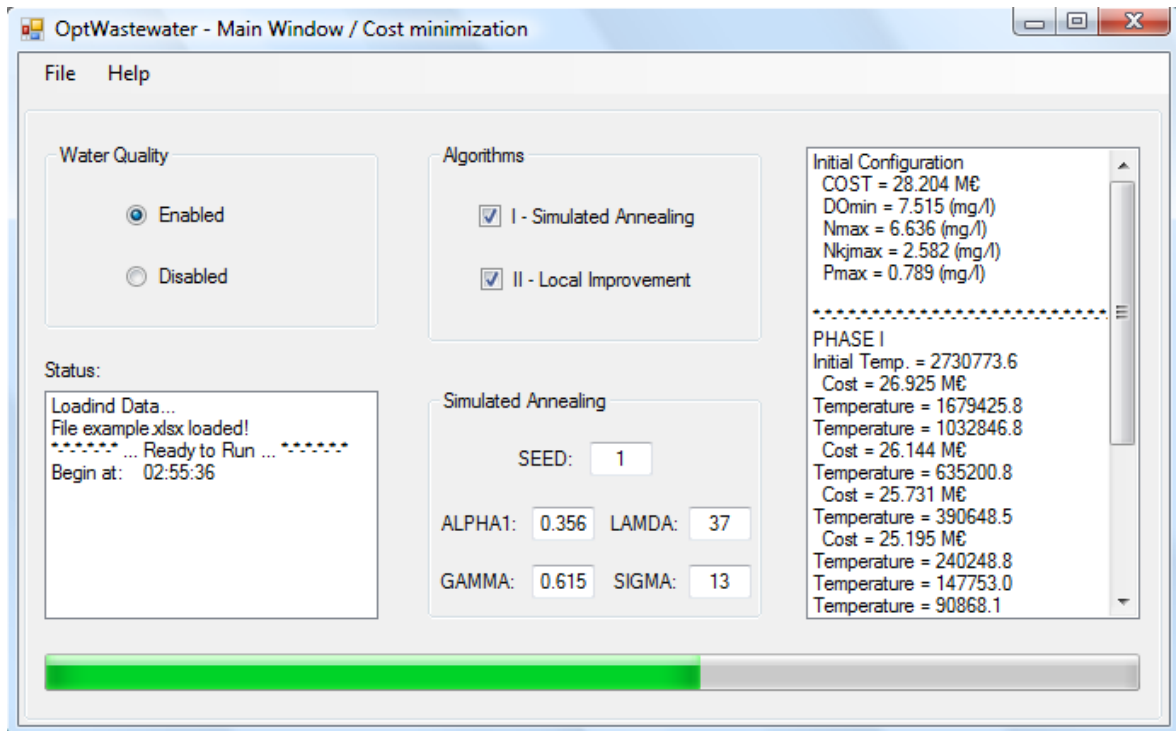 OptWastewater - Main Window / Cost minimization
File Help
Water Quality
Enabled
Disabled
Algorithms
I - Simulated Annealing
II - Local Improvement
Status:
Loadind Data...
File example.xlsx loaded!
*-*-*-*-*-* ... Ready to Run ... *-*-*-*-*-*
Begin at: 02:55:36
Simulated Annealing
SEED: 1
ALPHA1: 0.356 LAMDA: 37
GAMMA: 0.615 SIGMA: 13
Initial Configuration
COST = 28.204 M€
DOmin = 7.515 (mg/l)
Nmax = 6.636 (mg/l)
Nkjmax = 2.582 (mg/l)
Pmax = 0.789 (mg/l)
*-*-*-*-*-*-*-*-*-*-*-*-*-*-*-*-*-*-*-*-*-*-*-*-*-*
PHASE I
Initial Temp. = 2730773.6
Cost = 26.925 M€
Temperature = 1679425.8
Temperature = 1032846.8
Cost = 26.144 M€
Temperature = 635200.8
Cost = 25.731 M€
Temperature = 390648.5
Cost = 25.195 M€
Temperature = 240248.8
Temperature = 147753.0
Temperature = 90868.1